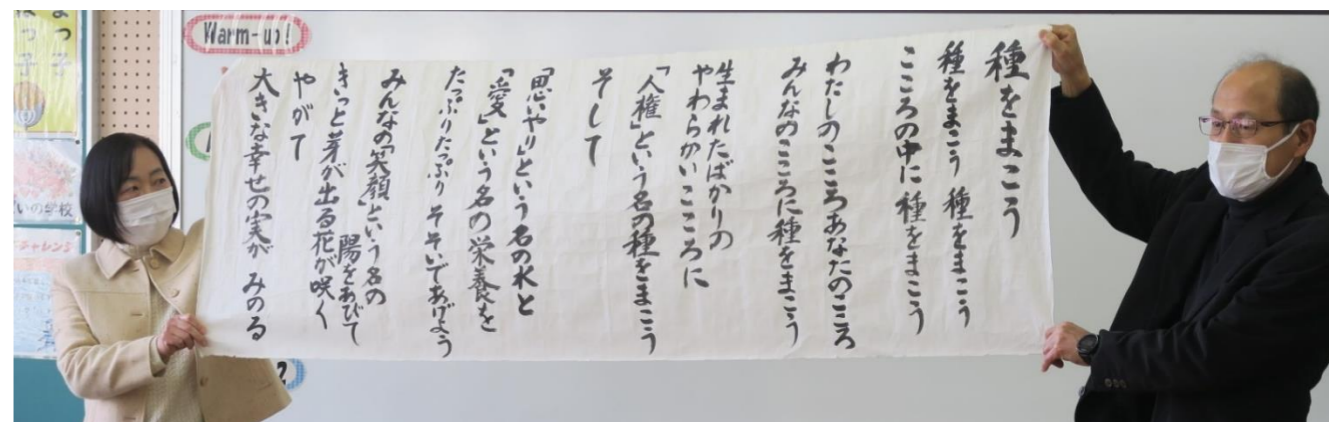 種をまこう
種をまこう 種をまこう
こころの中に 種をまこう
わたしのこころあなたのこころ
みんなのこころに種をまこう
生まれたばかりの
やわらかいこころに
「人権」という名の種をまこう
そして
「思いやり」という名の水と
「愛」という名の栄養を
たっぷりたっぷり そそいであげよう
みんなの「笑顔」という名の
陽をあびて
きっと芽が出る花が咲く
やがて
大きな幸せの実が みのる
Warm-up!